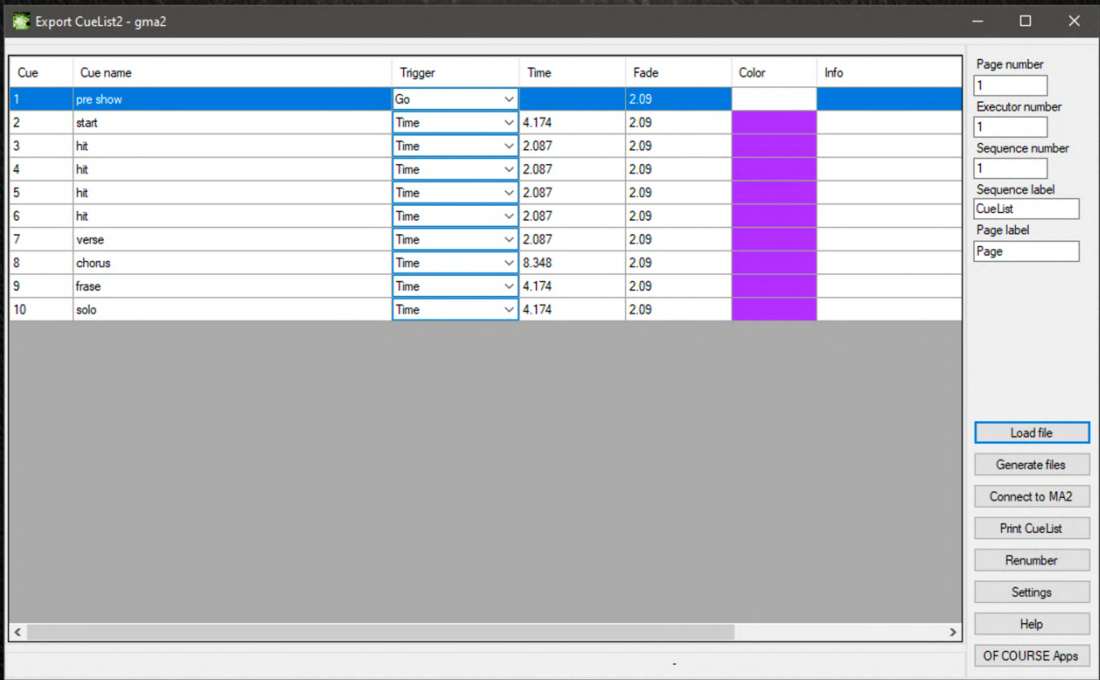 Export CueList2 - gma2
Cue Cue name Trigger Time Fade Color Info
1 pre show Go 2.09
2 start Time 4.174 2.09
3 hit Time 2.087 2.09
4 hit Time 2.087 2.09
5 hit Time 2.087 2.09
6 hit Time 2.087 2.09
7 verse Time 2.087 2.09
8 chorus Time 8.348 2.09
9 frase Time 4.174 2.09
10 solo Time 4.174 2.09
Page number
1
Executor number
1
Sequence number
1
Sequence label
CueList
Page label
Page
Load file
Generate files
Connect to MA2
Print CueList
Renumber
Settings
Help
OF COURSE Apps
-